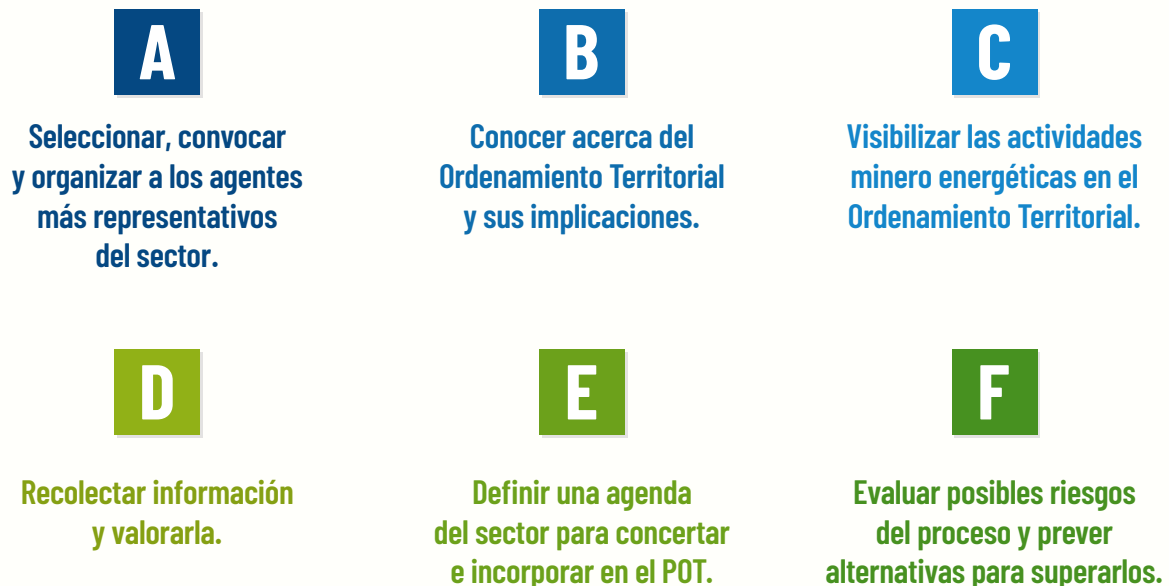 A
Seleccionar, convocar
y organizar a los agentes
más representativos
del sector.
B
Conocer acerca del
Ordenamiento Territorial
y sus implicaciones.
C
Visibilizar las actividades
minero energéticas en el
Ordenamiento Territorial.
D
Recolectar información
y valorarla.
E
Definir una agenda
del sector para concertar
e incorporar en el POT.
F
Evaluar posibles riesgos
del proceso y prever
alternativas para superarlos.